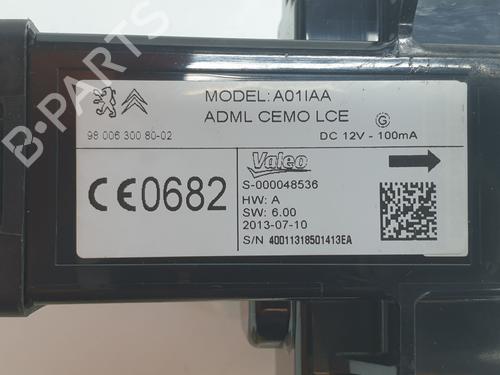 MODEL: A01IAA
ADML CEMO LCE
G
98 006 300 80-02
DC 12V - 100mA
CE0682
Valeo
S-000048536
HW: A
SW: 6.00
2013-07-10
S/N 40011318501413EA
B-PARTS